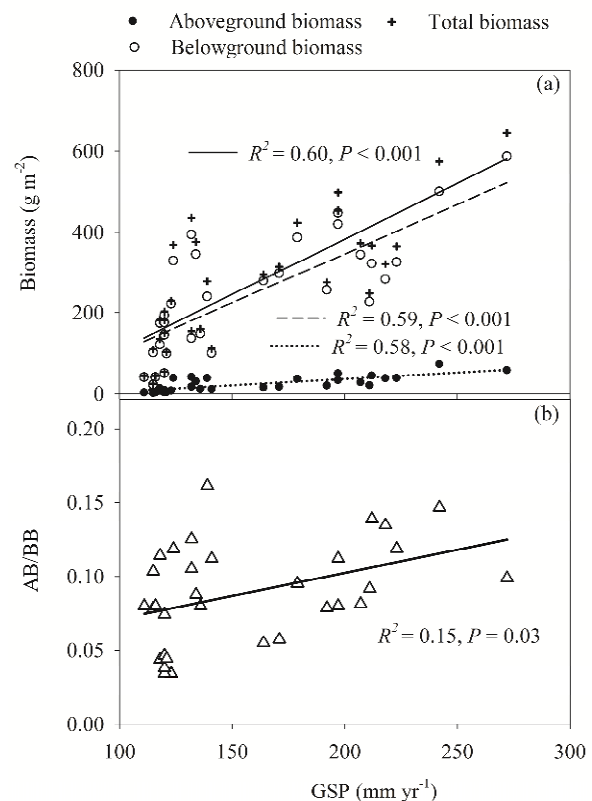 Aboveground biomass
Total biomass
Belowground biomass
800
(a)
R² = 0.60, P < 0.001
600
Biomass (g m⁻²)
400
200
R² = 0.59, P < 0.001
R² = 0.58, P < 0.001
0
(b)
0.20
0.15
AB/BB
0.10
0.05
R² = 0.15, P = 0.03
0.00
100
150
200
250
300
GSP (mm yr⁻¹)